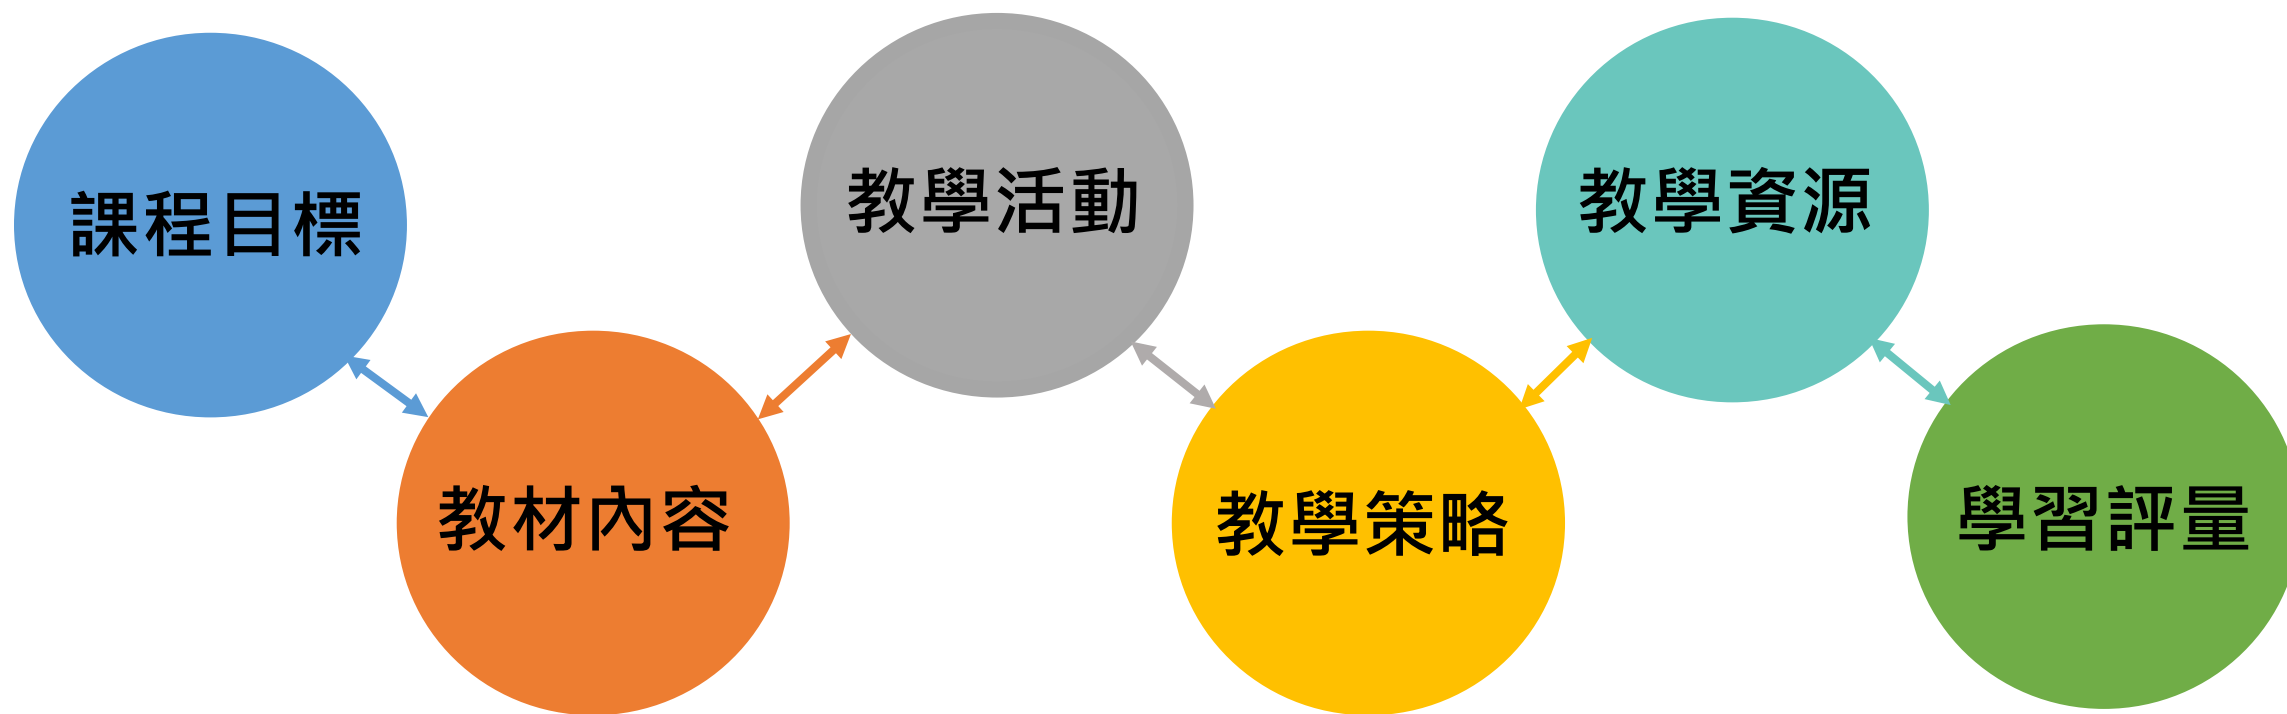 課程目標
教材內容
教學活動
教學策略
教學資源
學習評量